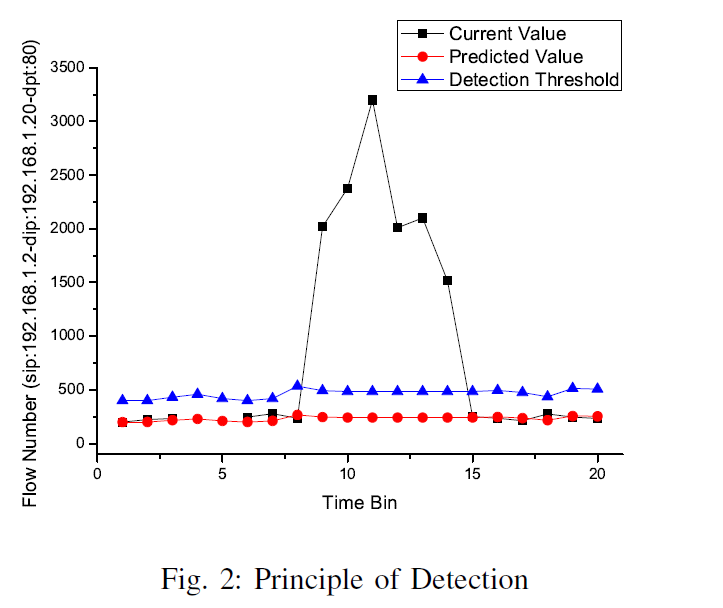 Current Value
Predicted Value
Detection Threshold
Flow Number (sip:192.168.1.2-dip:192.168.1.20-dpt:80)
3500
3000
2500
2000
1500
1000
500
0
0 5 10 15 20
Time Bin
Fig. 2: Principle of Detection